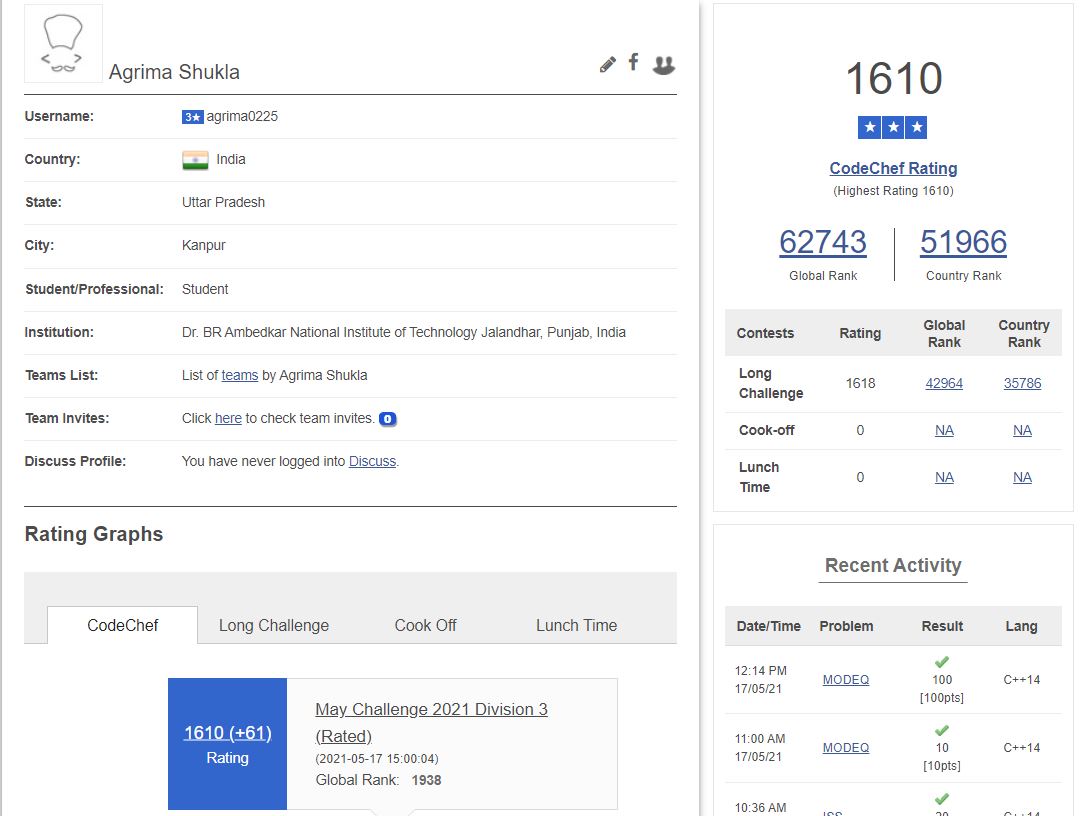 Agrima Shukla
Username: 3★ agrima0225
Country: India
State: Uttar Pradesh
City: Kanpur
Student/Professional: Student
Institution: Dr. BR Ambedkar National Institute of Technology Jalandhar, Punjab, India
Teams List: List of teams by Agrima Shukla
Team Invites: Click here to check team invites. 0
Discuss Profile: You have never logged into Discuss.
Rating Graphs
CodeChef Long Challenge Cook Off Lunch Time
1610 (+61)
Rating
May Challenge 2021 Division 3
(Rated)
(2021-05-17 15:00:04)
Global Rank: 1938
1610
★ ★ ★
CodeChef Rating
(Highest Rating 1610)
62743 51966
Global Rank Country Rank
Contests Rating Global Rank Country Rank
Long Challenge 1618 42964 35786
Cook-off 0 NA NA
Lunch Time 0 NA NA
Recent Activity
Date/Time Problem Result Lang
12:14 PM 17/05/21 MODEQ 100 [100pts] C++14
11:00 AM 17/05/21 MODEQ 10 [10pts] C++14
10:36 AM